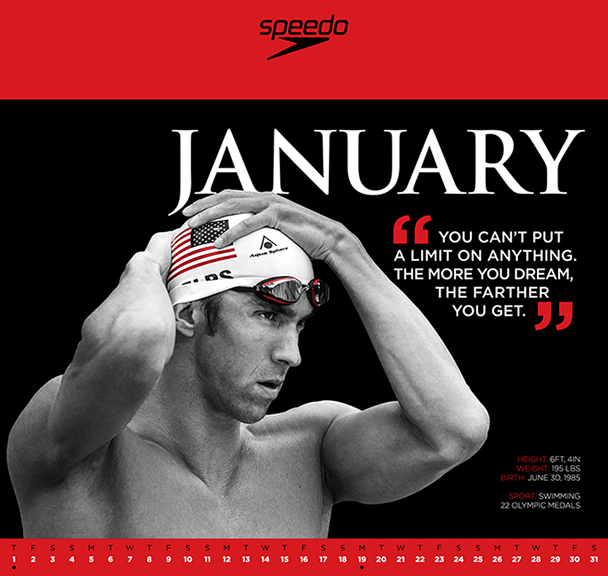 speedo
JANUARY
“ YOU CAN’T PUT
A LIMIT ON ANYTHING.
THE MORE YOU DREAM,
THE FARTHER
YOU GET. ”
Aqua Sphere
HEIGHT: 6FT, 4IN
WEIGHT: 195 LBS
BIRTH: JUNE 30, 1985
SPORT: SWIMMING
22 OLYMPIC MEDALS
T F S S M T W T F S S M T W T F S S M T W T F S S M T W T F S
1 2 3 4 5 6 7 8 9 10 11 12 13 14 15 16 17 18 19 20 21 22 23 24 25 26 27 28 29 30 31